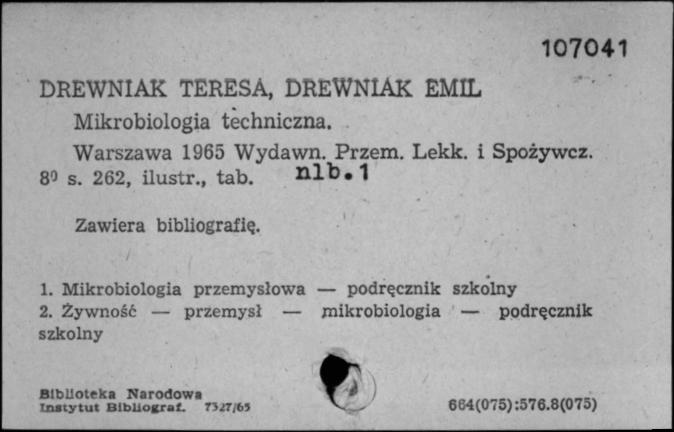 107041
DREWNIAK TERESA, DREWNIAK EMIL
Mikrobiologia techniczna.
Warszawa 1965 Wydawn. Przem. Lekk. i Spożywcz.
8⁰ s. 262, ilustr., tab. nlb.1
Zawiera bibliografię.
1. Mikrobiologia przemysłowa — podręcznik szkolny
2. Żywność — przemysł — mikrobiologia — podręcznik
szkolny
Biblioteka Narodowa
Instytut Bibliograf. 7527/65
664(075):576.8(075)